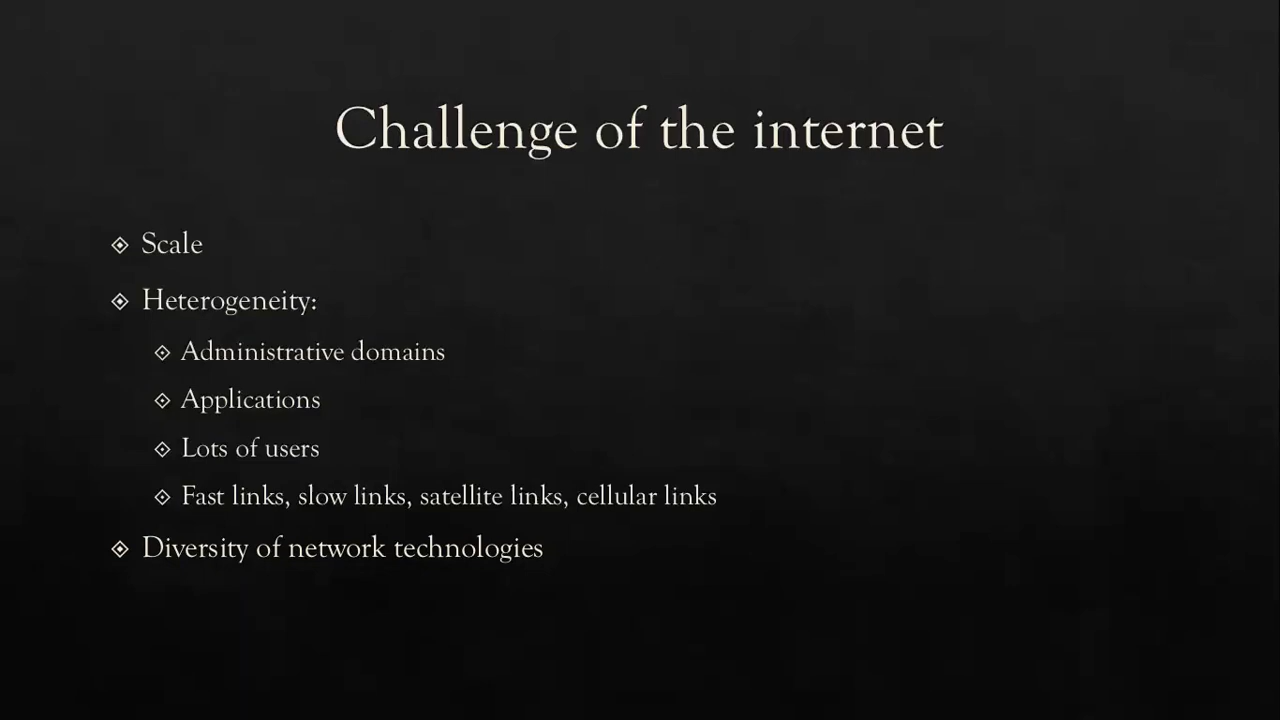 Challenge of the internet
Scale
Heterogeneity:
Administrative domains
Applications
Lots of users
Fast links, slow links, satellite links, cellular links
Diversity of network technologies